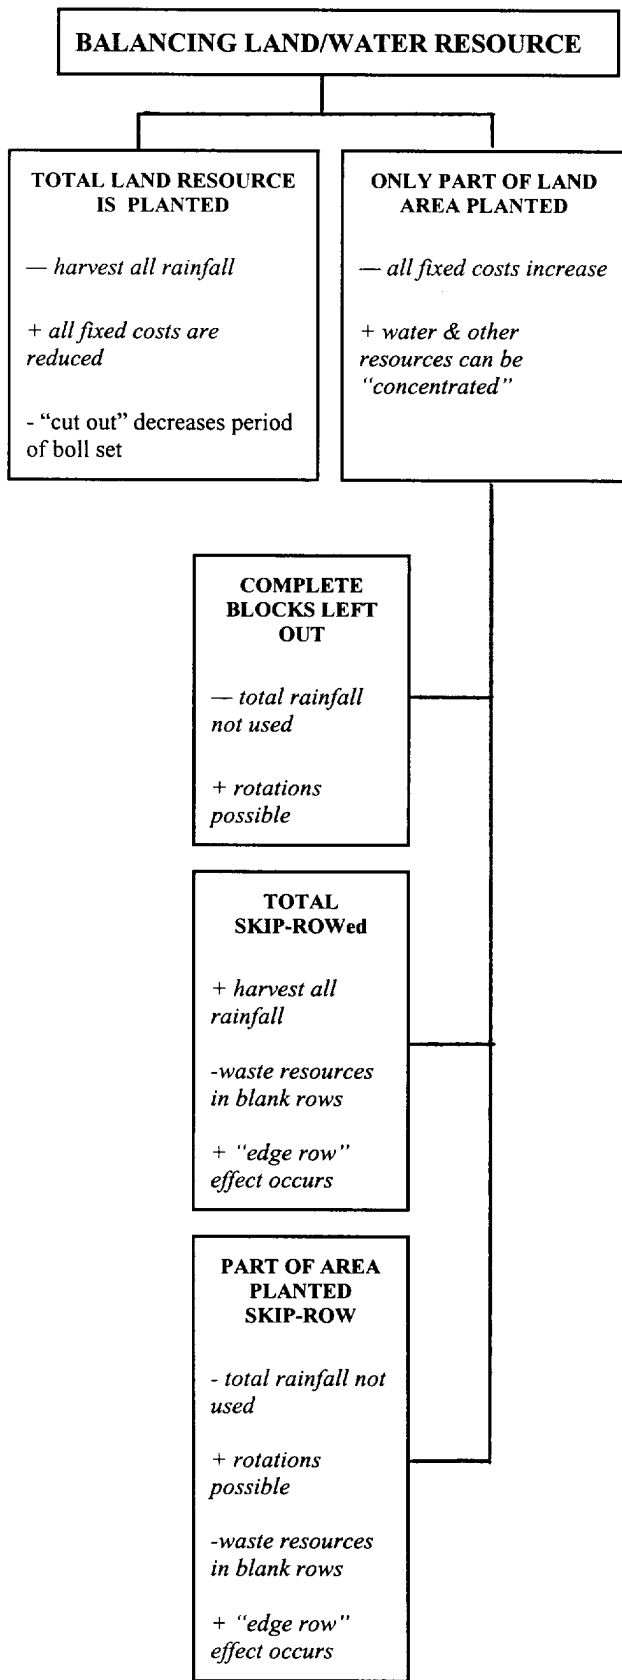 BALANCING LAND/WATER RESOURCE
TOTAL LAND RESOURCE
IS PLANTED
— harvest all rainfall
+ all fixed costs are
reduced
- “cut out” decreases period
of boll set
ONLY PART OF LAND
AREA PLANTED
— all fixed costs increase
+ water & other
resources can be
“concentrated”
COMPLETE
BLOCKS LEFT
OUT
— total rainfall
not used
+ rotations
possible
TOTAL
SKIP-ROWed
+ harvest all
rainfall
-waste resources
in blank rows
+ “edge row”
effect occurs
PART OF AREA
PLANTED
SKIP-ROW
- total rainfall not
used
+ rotations
possible
-waste resources
in blank rows
+ “edge row”
effect occurs